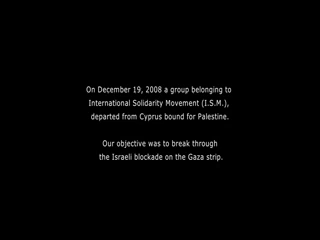 On December 19, 2008 a group belonging to
International Solidarity Movement (I.S.M.),
departed from Cyprus bound for Palestine.
Our objective was to break through
the Israeli blockade on the Gaza strip.